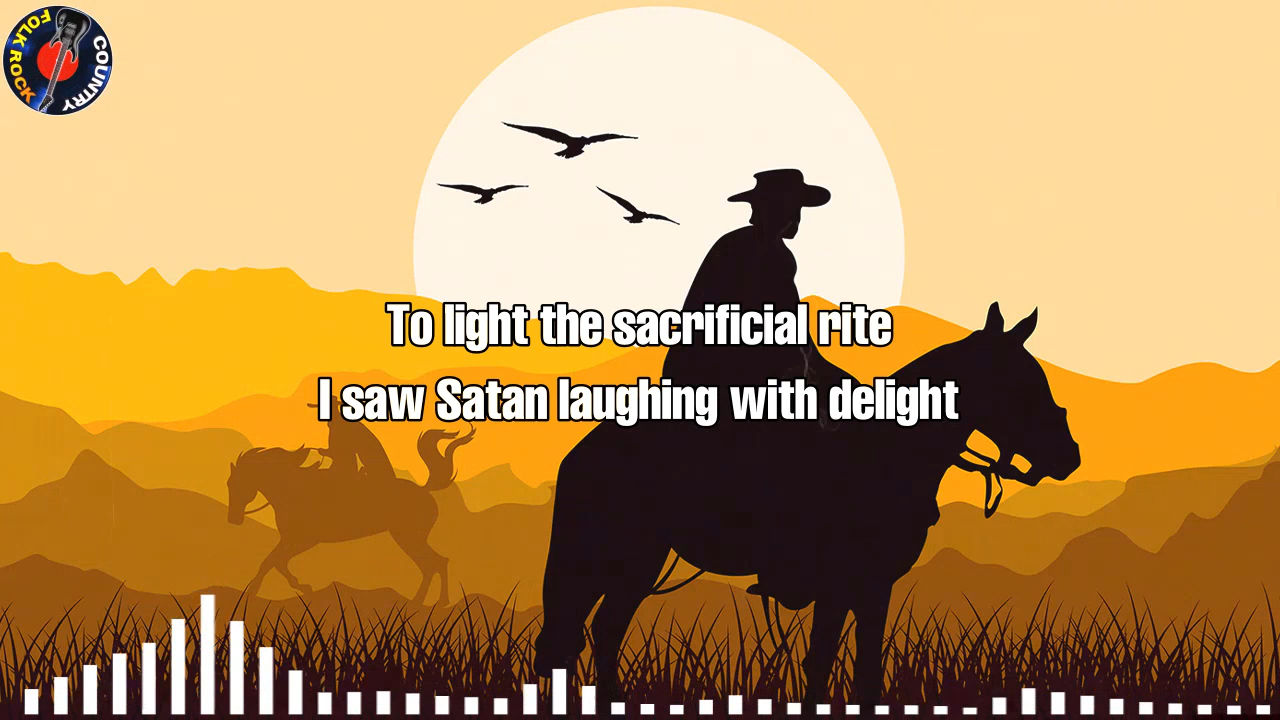 FOLK ROCK
COUNTRY
To light the sacrificial rite
I saw Satan laughing with delight